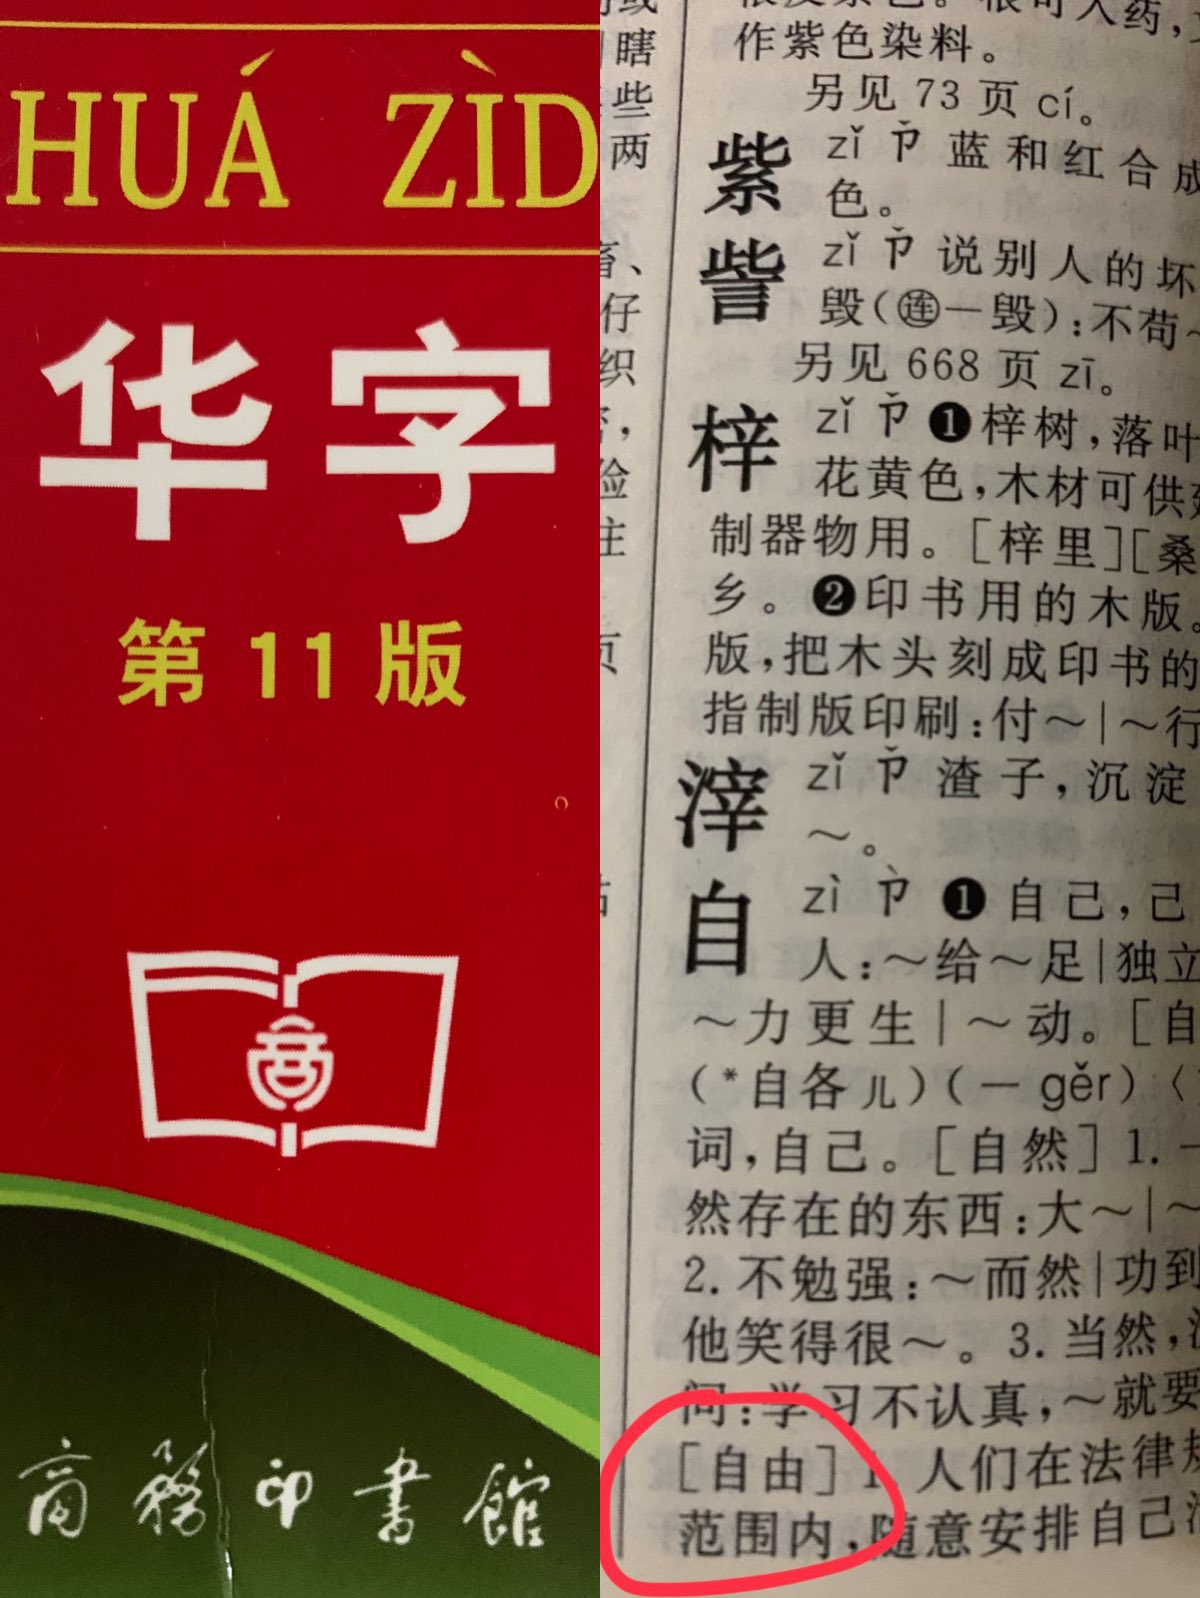 HUÁ ZÌD
华字
第11版
商
商務印書館
作紫色染料。
另见 73 页 cí。
紫 zǐ ㄗˇ 蓝和红合成
色。
訾 zǐ ㄗˇ 说别人的坏
毁(㊣一毁):不苟~
另见 668 页 zī。
梓 zǐ ㄗˇ ❶梓树,落叶
花黄色,木材可供
制器物用。[梓里][桑
乡。❷印书用的木版。
版,把木头刻成印书的
指制版印刷:付~|~行
滓 zǐ ㄗˇ 渣子,沉淀
~。
自 zì ㄗˋ ❶自己,己
人:~给~足|独立
~力更生|~动。[自
(*自各儿)(-gěr)〈
词,自己。[自然]1.一
然存在的东西:大~|~
2.不勉强:~而然|功到
他笑得很~。3.当然,
问:学习不认真,~就要
[自由]1.人们在法律规
范围内,随意安排自己